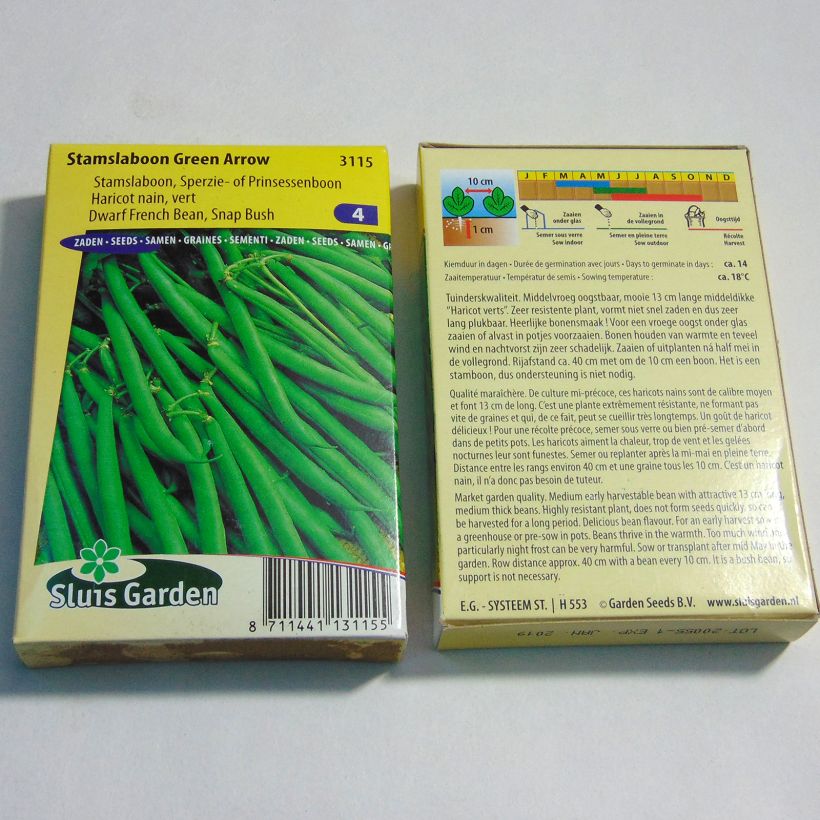 Stamslaboon Green Arrow 3115
Stamslaboon, Sperzie- of Prinsessenboon
Haricot nain, vert
Dwarf French Bean, Snap Bush
4
ZADEN • SEEDS • SAMEN • GRAINES • SEMENTI • ZADEN • SEEDS • SAMEN •
Sluis Garden
8 711441 131155
J F M A M J J A S O N D
10 cm
1 cm
Zaaien
onder glas
Semer sous verre
Sow indoor
Zaaien in
de vollegrond
Semer en pleine terre
Sow outdoor
Oogsttijd
Récolte
Harvest
Kiemduur in dagen • Durée de germination avec jours • Days to germinate in days : ca. 14
Zaaitemperatuur • Températur de semis • Sowing temperature : ca. 18°C
Tuinderskwaliteit. Middelvroeg oogstbaar, mooie 13 cm lange middeldikke
"Haricot verts". Zeer resistente plant, vormt niet snel zaden en dus zeer
lang plukbaar. Heerlijke bonensmaak ! Voor een vroege oogst onder glas
zaaien of alvast in potjes voorzaaien. Bonen houden van warmte en teveel
wind en nachtvorst zijn zeer schadelijk. Zaaien of uitplanten ná half mei in
de vollegrond. Rijafstand ca. 40 cm met om de 10 cm een boon. Het is een
stamboon, dus ondersteuning is niet nodig.
Qualité maraîchère. De culture mi-précoce, ces haricots nains sont de calibre moyen
et font 13 cm de long. C'est une plante extrêmement résistante, ne formant pas
vite de graines et qui, de ce fait, peut se cueillir très longtemps. Un goût de haricot
délicieux ! Pour une récolte précoce, semer sous verre ou bien pré-semer d'abord
dans de petits pots. Les haricots aiment la chaleur, trop de vent et les gelées
nocturnes leur sont funestes. Semer ou replanter après la mi-mai en pleine terre.
Distance entre les rangs environ 40 cm et une graine tous les 10 cm. C'est un haricot
nain, il n'a donc pas besoin de tuteur.
Market garden quality. Medium early harvestable bean with attractive 13 cm long,
medium thick beans. Highly resistant plant, does not form seeds quickly, so can
be harvested for a long period. Delicious bean flavour. For an early harvest sow in
a greenhouse or pre-sow in pots. Beans thrive in the warmth. Too much wind and
particularly night frost can be very harmful. Sow or transplant after mid May in the
garden. Row distance approx. 40 cm with a bean every 10 cm. It is a bush bean, so
support is not necessary.
E.G. - SYSTEEM ST. | H 553 © Garden Seeds B.V. www.sluisgarden.nl
LOT 20055-1 EXP. JAN. 2019